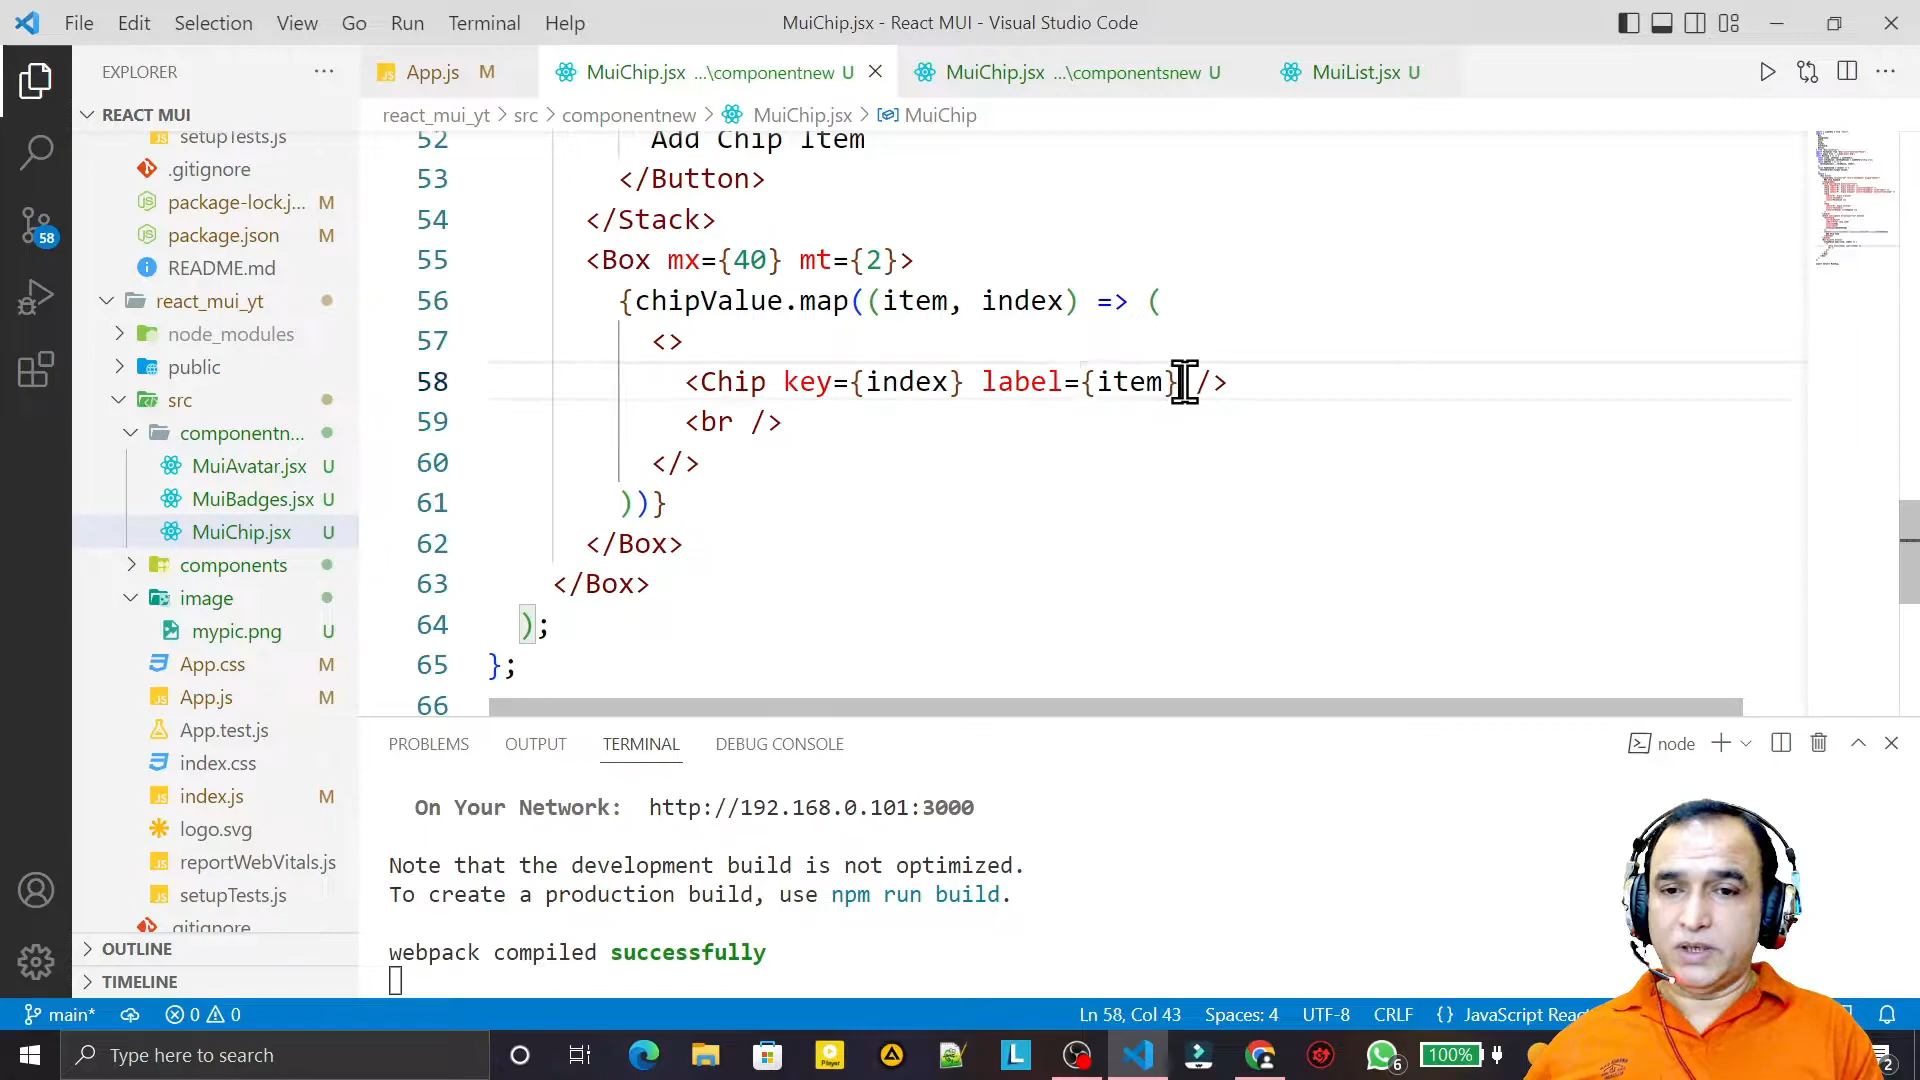 File Edit Selection View Go Run Terminal Help MuiChip.jsx - React MUI - Visual Studio Code
EXPLORER
App.js M MuiChip.jsx ...\componentnew U MuiChip.jsx ...\componentsnew U MuiList.jsx U
react_mui_yt > src > componentnew > MuiChip.jsx > MuiChip
REACT MUI
setupTests.js
.gitignore
package-lock.j... M
package.json M
README.md
react_mui_yt
node_modules
public
src
componentn...
MuiAvatar.jsx U
MuiBadges.jsx U
MuiChip.jsx U
components
image
mypic.png U
App.css M
App.js M
App.test.js
index.css
index.js M
logo.svg
reportWebVitals.js
setupTests.js
.gitignore
OUTLINE
TIMELINE
58
52 Add Chip Item
53 </Button>
54 </Stack>
55 <Box mx={40} mt={2}>
56 {chipValue.map((item, index) => (
57 <>
58 <Chip key={index} label={item} />
59 <br />
60 </>
61 ))}
62 </Box>
63 </Box>
64 );
65 };
66
PROBLEMS OUTPUT TERMINAL DEBUG CONSOLE
node
On Your Network: http://192.168.0.101:3000
Note that the development build is not optimized.
To create a production build, use npm run build.
webpack compiled successfully
main* 0 0 Ln 58, Col 43 Spaces: 4 UTF-8 CRLF {} JavaScript Reac
Type here to search
Player
L
6
100%
2